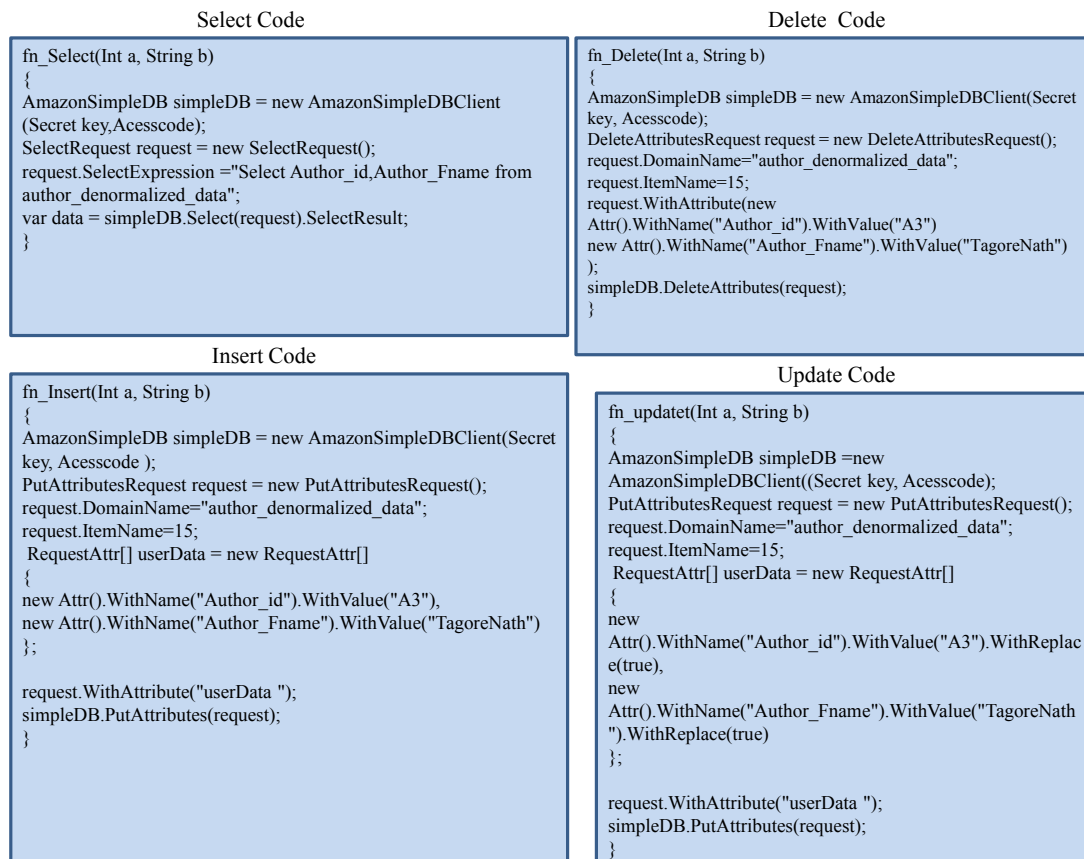 Select Code
fn_Select(Int a, String b)
{
AmazonSimpleDB simpleDB = new AmazonSimpleDBClient
(Secret key,Acesscode);
SelectRequest request = new SelectRequest();
request.SelectExpression ="Select Author_id,Author_Fname from
author_denormalized_data";
var data = simpleDB.Select(request).SelectResult;
}
Delete Code
fn_Delete(Int a, String b)
{
AmazonSimpleDB simpleDB = new AmazonSimpleDBClient(Secret
key, Acesscode);
DeleteAttributesRequest request = new DeleteAttributesRequest();
request.DomainName="author_denormalized_data";
request.ItemName=15;
request.WithAttribute(new
Attr().WithName("Author_id").WithValue("A3")
new Attr().WithName("Author_Fname").WithValue("TagoreNath")
);
simpleDB.DeleteAttributes(request);
}
Insert Code
fn_Insert(Int a, String b)
{
AmazonSimpleDB simpleDB = new AmazonSimpleDBClient(Secret
key, Acesscode );
PutAttributesRequest request = new PutAttributesRequest();
request.DomainName="author_denormalized_data";
request.ItemName=15;
RequestAttr[] userData = new RequestAttr[]
{
new Attr().WithName("Author_id").WithValue("A3"),
new Attr().WithName("Author_Fname").WithValue("TagoreNath")
};
request.WithAttribute("userData ");
simpleDB.PutAttributes(request);
}
Update Code
fn_updatet(Int a, String b)
{
AmazonSimpleDB simpleDB =new
AmazonSimpleDBClient((Secret key, Acesscode);
PutAttributesRequest request = new PutAttributesRequest();
request.DomainName="author_denormalized_data";
request.ItemName=15;
RequestAttr[] userData = new RequestAttr[]
{
new
Attr().WithName("Author_id").WithValue("A3").WithReplac
e(true),
new
Attr().WithName("Author_Fname").WithValue("TagoreNath
").WithReplace(true)
};
request.WithAttribute("userData ");
simpleDB.PutAttributes(request);
}